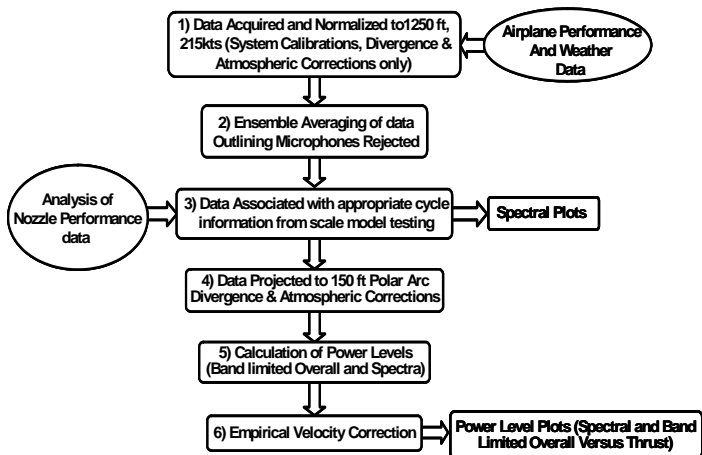 1) Data Acquired and Normalized to1250 ft,
215kts (System Calibrations, Divergence &
Atmospheric Corrections only)
Airplane Performance
And Weather
Data
2) Ensemble Averaging of data
Outlining Microphones Rejected
Analysis of
Nozzle Performance
data
3) Data Associated with appropriate cycle
information from scale model testing
Spectral Plots
4) Data Projected to 150 ft Polar Arc
Divergence & Atmospheric Corrections
5) Calculation of Power Levels
(Band limited Overall and Spectra)
6) Empirical Velocity Correction
Power Level Plots (Spectral and Band
Limited Overall Versus Thrust)